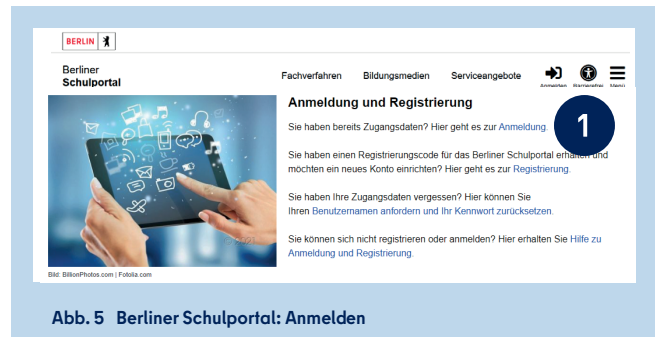 BERLIN
Berliner
Schulportal
Fachverfahren Bildungsmedien Serviceangebote
Anmelden Barrierefrei Menü
Anmeldung und Registrierung
Sie haben bereits Zugangsdaten? Hier geht es zur Anmeldung.
1
Sie haben einen Registrierungscode für das Berliner Schulportal erhalten und
möchten ein neues Konto einrichten? Hier geht es zur Registrierung.
Sie haben Ihre Zugangsdaten vergessen? Hier können Sie
Ihren Benutzernamen anfordern und Ihr Kennwort zurücksetzen.
Sie können sich nicht registrieren oder anmelden? Hier erhalten Sie Hilfe zu
Anmeldung und Registrierung.
Bild: BillionPhotos.com | Fotolia.com
Abb. 5 Berliner Schulportal: Anmelden